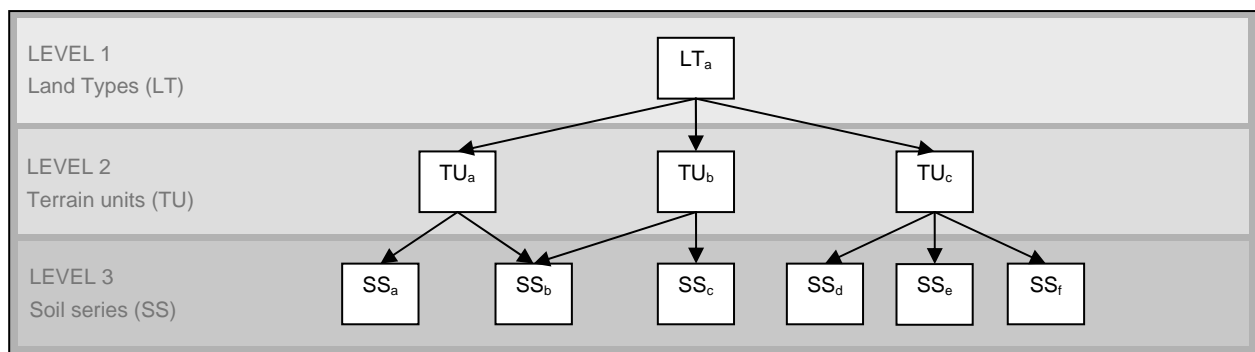 LEVEL 1
Land Types (LT)
LTa
LEVEL 2
Terrain units (TU)
TUa TUb TUc
LEVEL 3
Soil series (SS)
SSa SSb SSc SSd SSe SSf